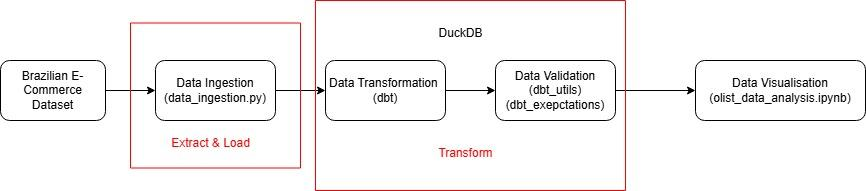 DuckDB
Brazilian E-
Commerce
Dataset
Data Ingestion
(data_ingestion.py)
Data Transformation
(dbt)
Data Validation
(dbt_utils)
(dbt_exepctations)
Data Visualisation
(olist_data_analysis.ipynb)
Extract & Load
Transform